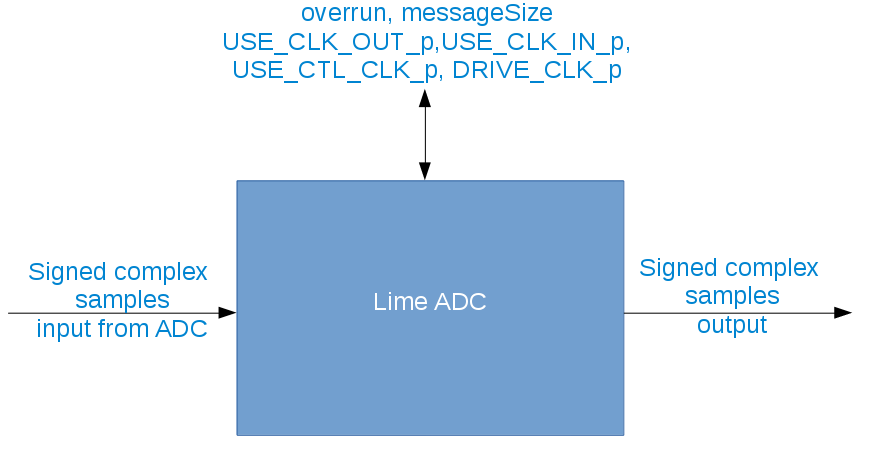 overrun, messageSize
USE_CLK_OUT_p,USE_CLK_IN_p,
USE_CTL_CLK_p, DRIVE_CLK_p
Signed complex
samples
input from ADC
Lime ADC
Signed complex
samples
output